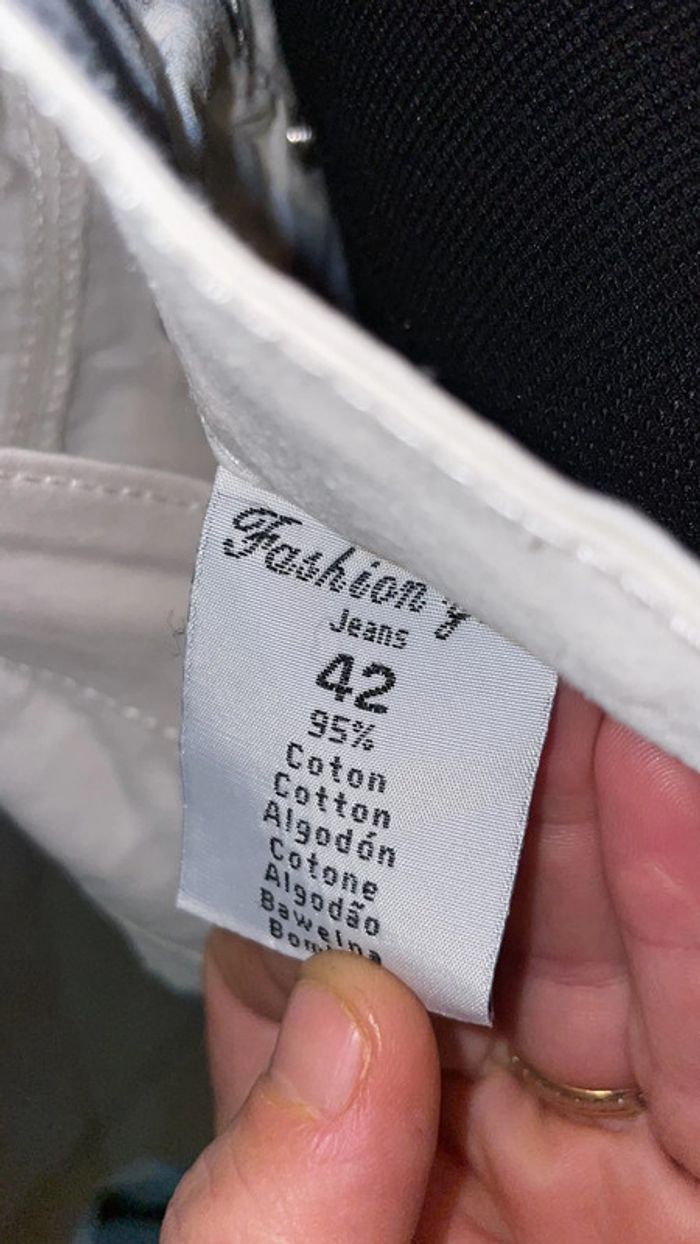 Fashion
Jeans
42
95%
Coton
Cotton
Algodón
Cotone
Algodão
Bawełna